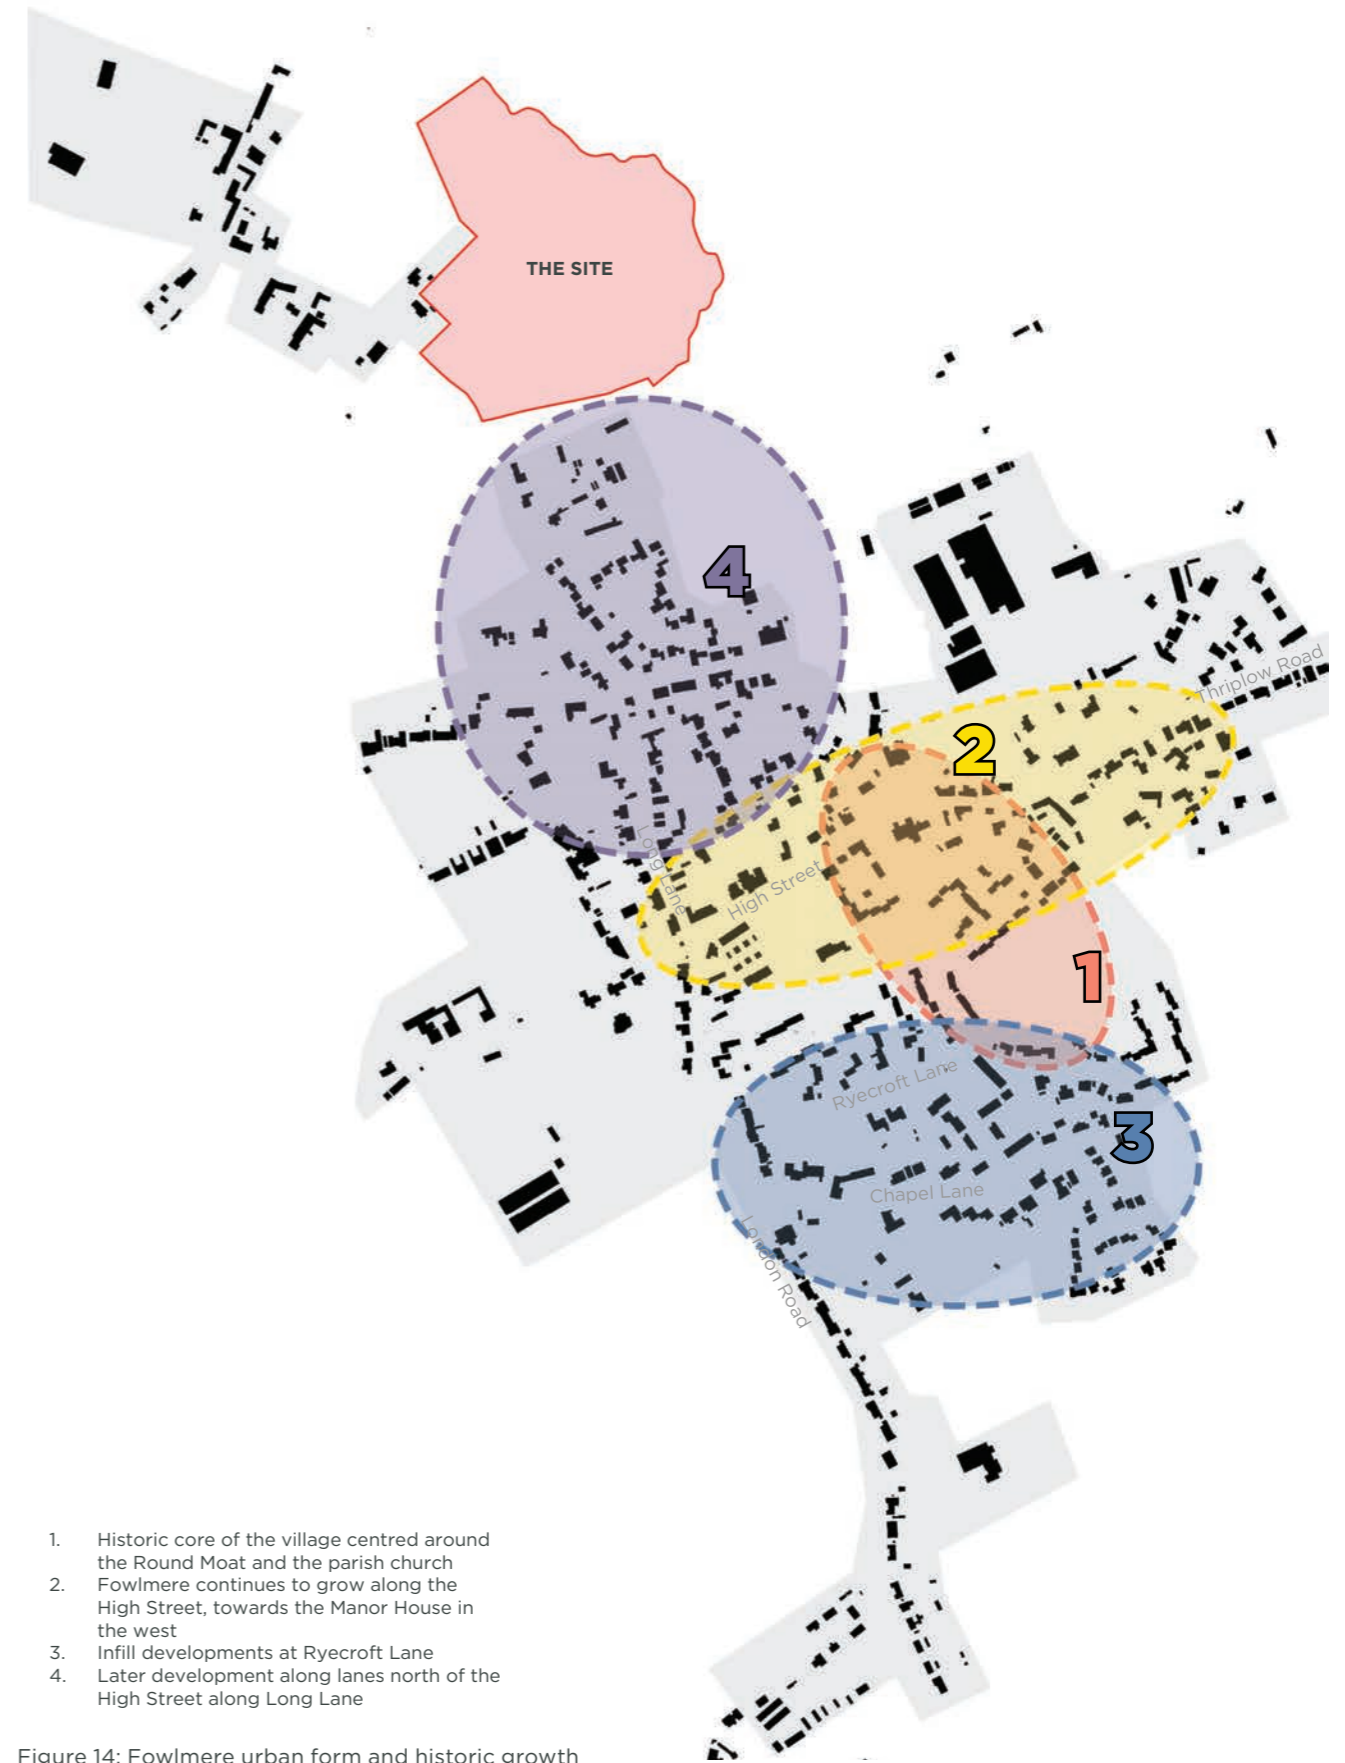 THE SITE
4
Thriplow Road
2
Long Lane
High Street
1
Ryecroft Lane
3
Chapel Lane
London Road
1. Historic core of the village centred around
the Round Moat and the parish church
2. Fowlmere continues to grow along the
High Street, towards the Manor House in
the west
3. Infill developments at Ryecroft Lane
4. Later development along lanes north of the
High Street along Long Lane
Figure 14: Fowlmere urban form and historic growth